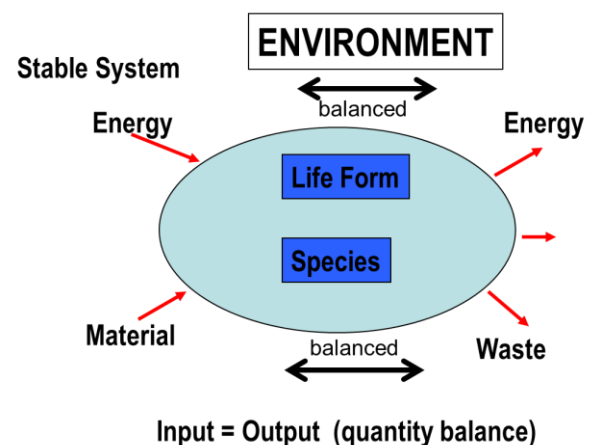 ENVIRONMENT
Stable System
balanced
Energy
Energy
Life Form
Species
Material
balanced
Waste
Input = Output (quantity balance)